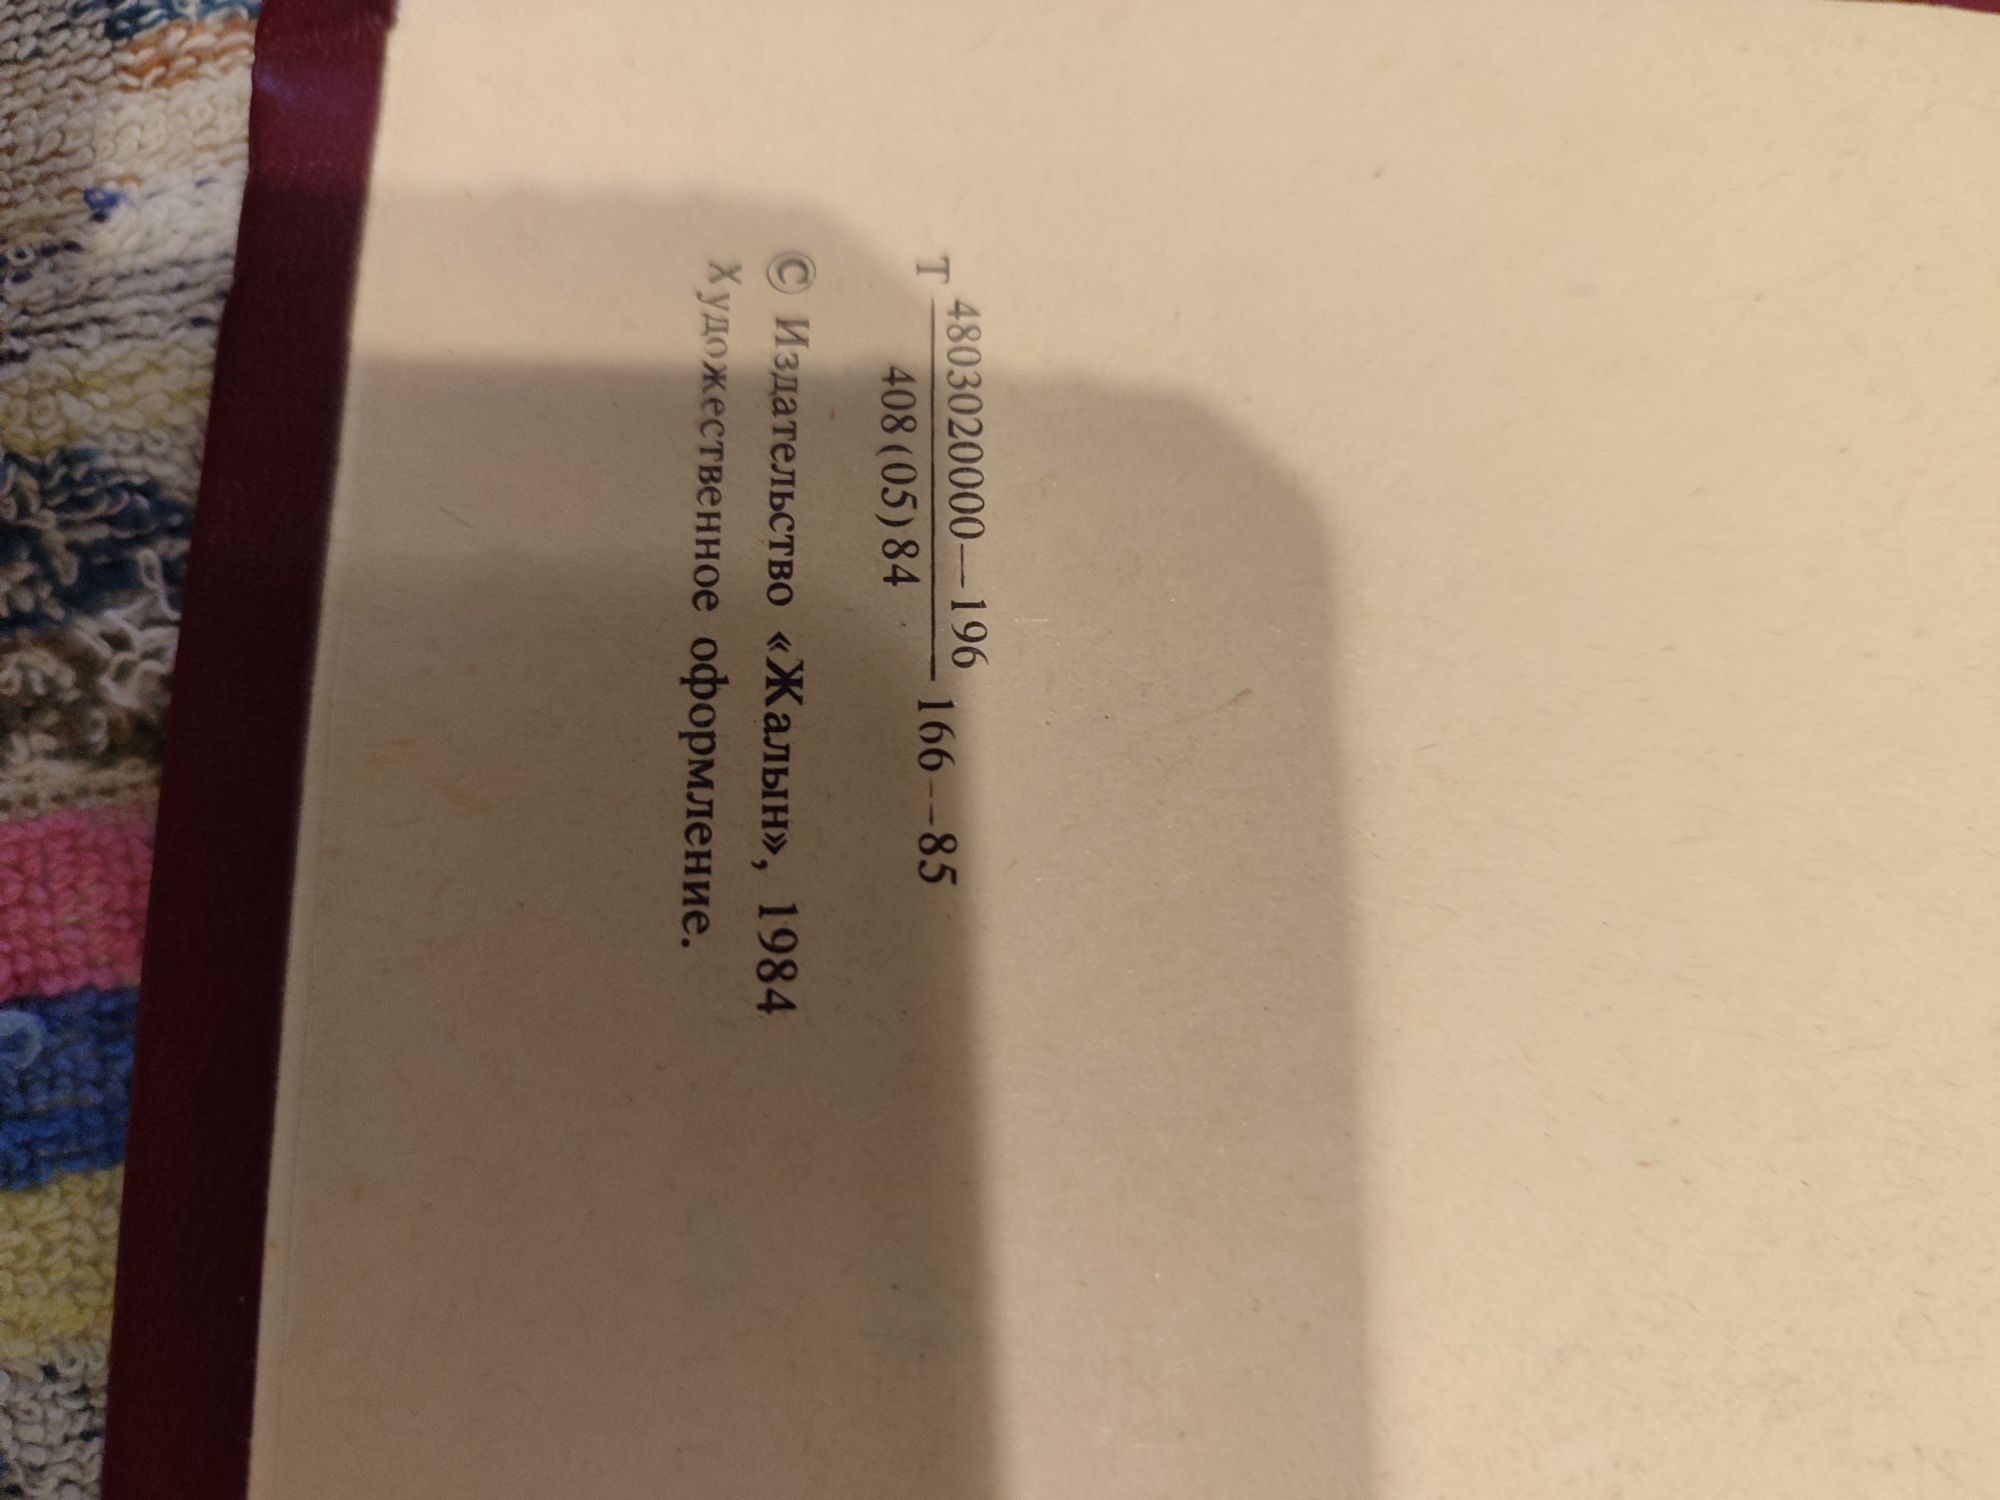 Т 4803020000—196
408(05)84
166—85
© Издательство «Жалын», 1984
Художественное оформление.